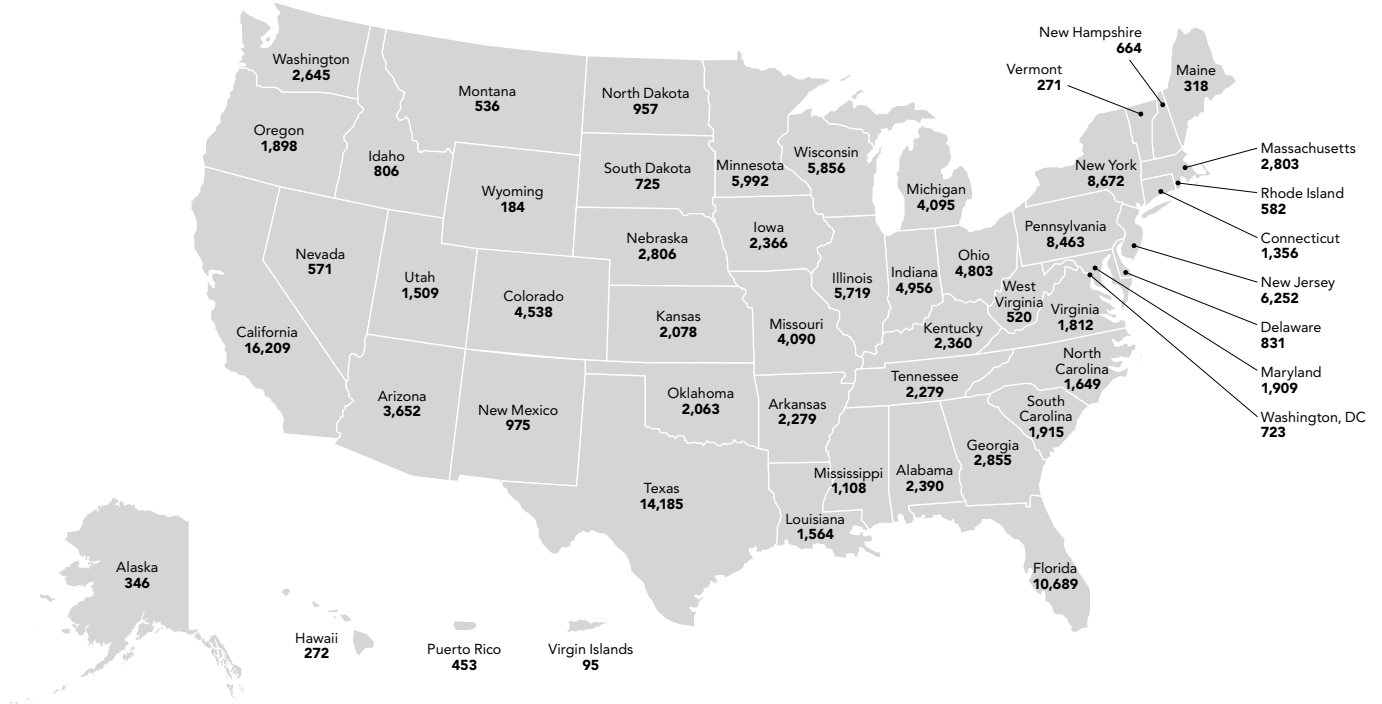 New Hampshire
664
Vermont
271
Maine
318
Washington
2,645
Montana
536
North Dakota
957
Oregon
1,898
Idaho
806
Minnesota
5,992
Wisconsin
5,856
South Dakota
725
New York
8,672
Massachusetts
2,803
Wyoming
184
Michigan
4,095
Rhode Island
582
Nebraska
2,806
Iowa
2,366
Pennsylvania
8,463
Connecticut
1,356
Nevada
571
Utah
1,509
Colorado
4,538
Illinois
5,719
Indiana
4,956
Ohio
4,803
New Jersey
6,252
California
16,209
Kansas
2,078
Missouri
4,090
Kentucky
2,360
West
Virginia
520
Virginia
1,812
Delaware
831
Maryland
1,909
North
Carolina
1,649
Arizona
3,652
New Mexico
975
Oklahoma
2,063
Arkansas
2,279
Tennessee
2,279
South
Carolina
1,915
Washington, DC
723
Texas
14,185
Mississippi
1,108
Alabama
2,390
Georgia
2,855
Louisiana
1,564
Florida
10,689
Alaska
346
Hawaii
272
Puerto Rico
453
Virgin Islands
95